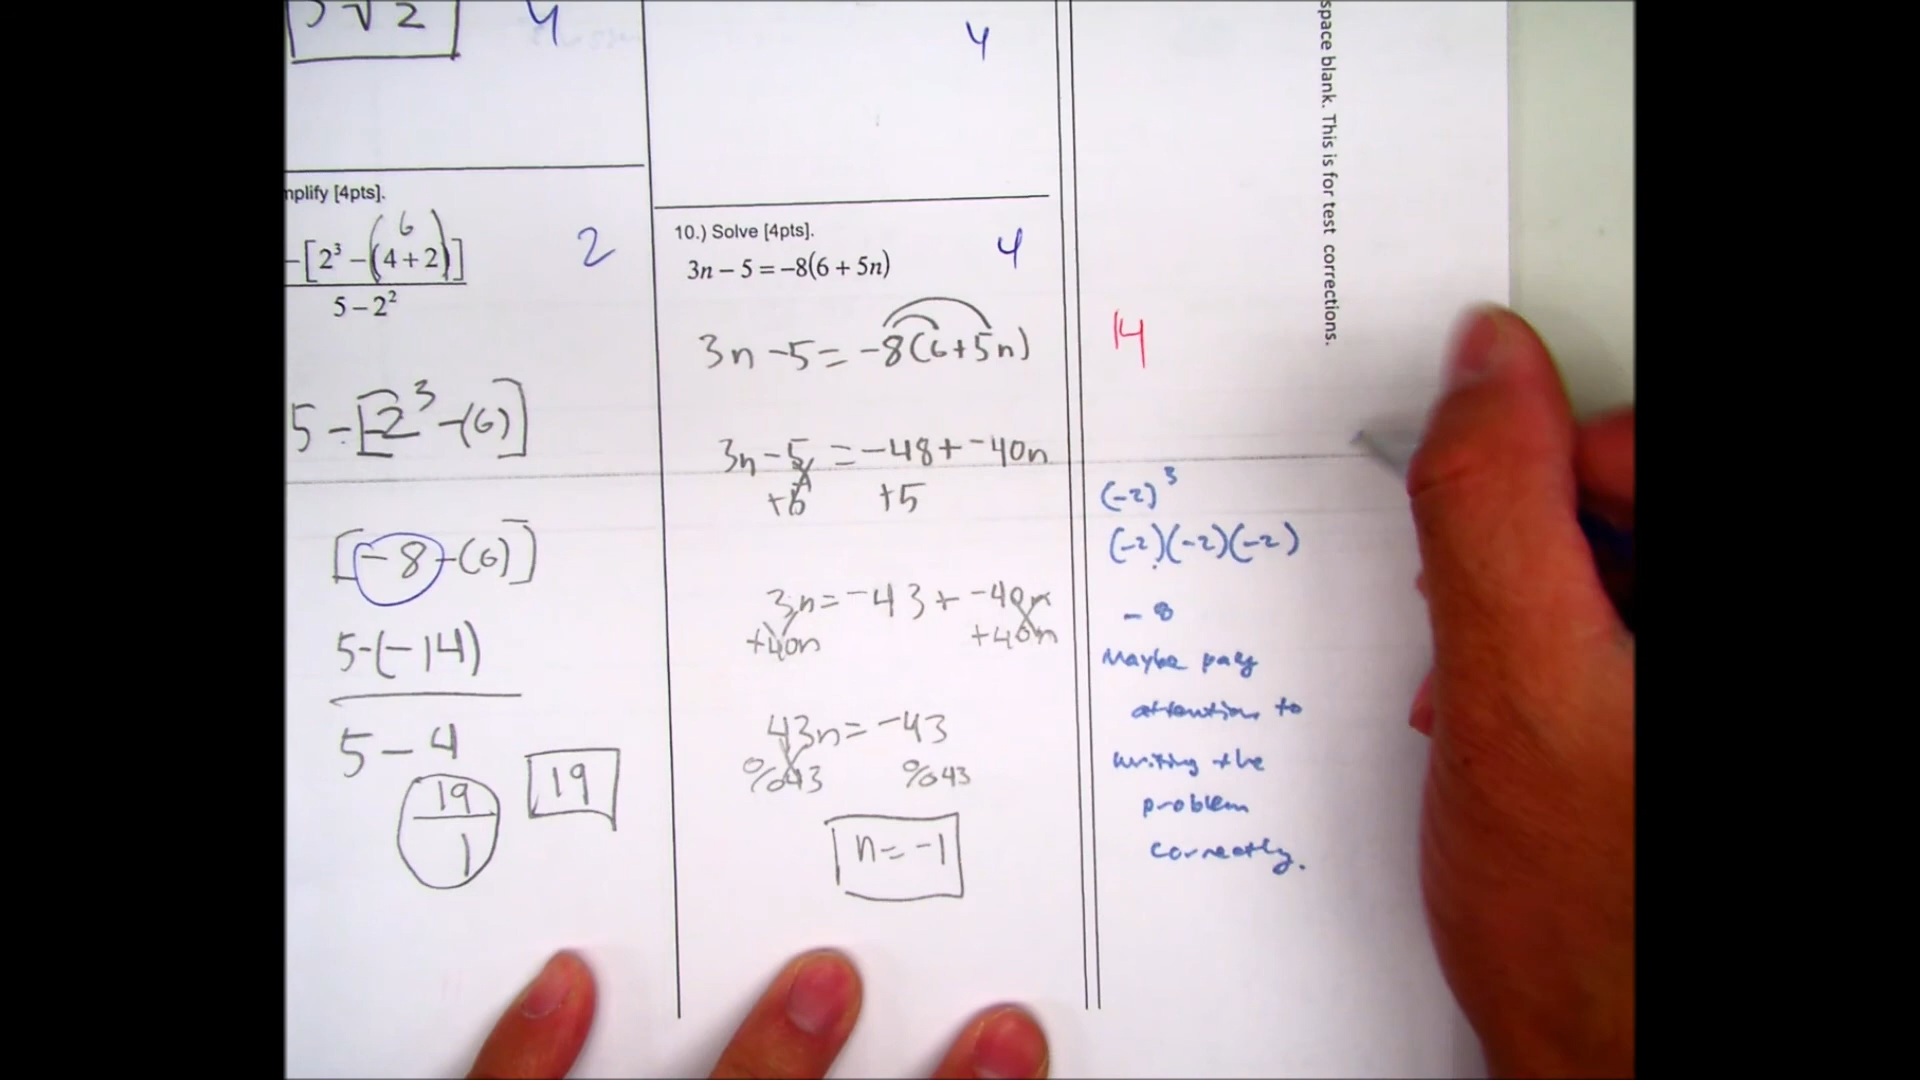 3√2
4
mplify [4pts].
6
–[2³ –(4+2)]
5 – 2²
2
5-[-2³-(6)]
[-8-(6)]
5-(-14)
5-4
19
1
19
4
10.) Solve [4pts].
4
3n – 5 = –8(6 + 5n)
3n -5 = -8(6+5n)
3n - 5 = -48 + -40n
+5 +5
3n = -43 + -40n
+40n +40n
43n = -43
%43 %43
n = -1
space blank. This is for test corrections.
14
(-2)³
(-2)(-2)(-2)
-8
Maybe pay
attention to
writing the
problem
correctly.